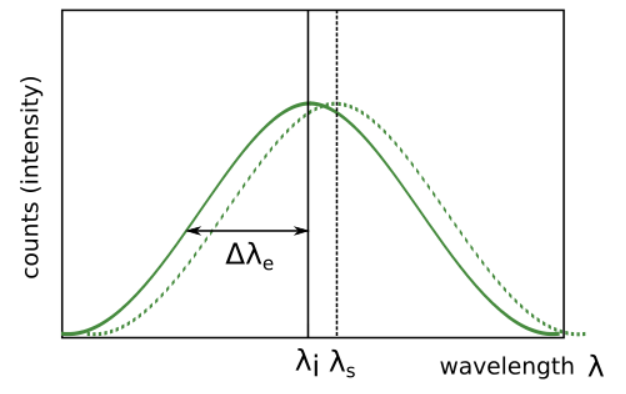 counts (intensity)
Δλe
λi λs
wavelength λ